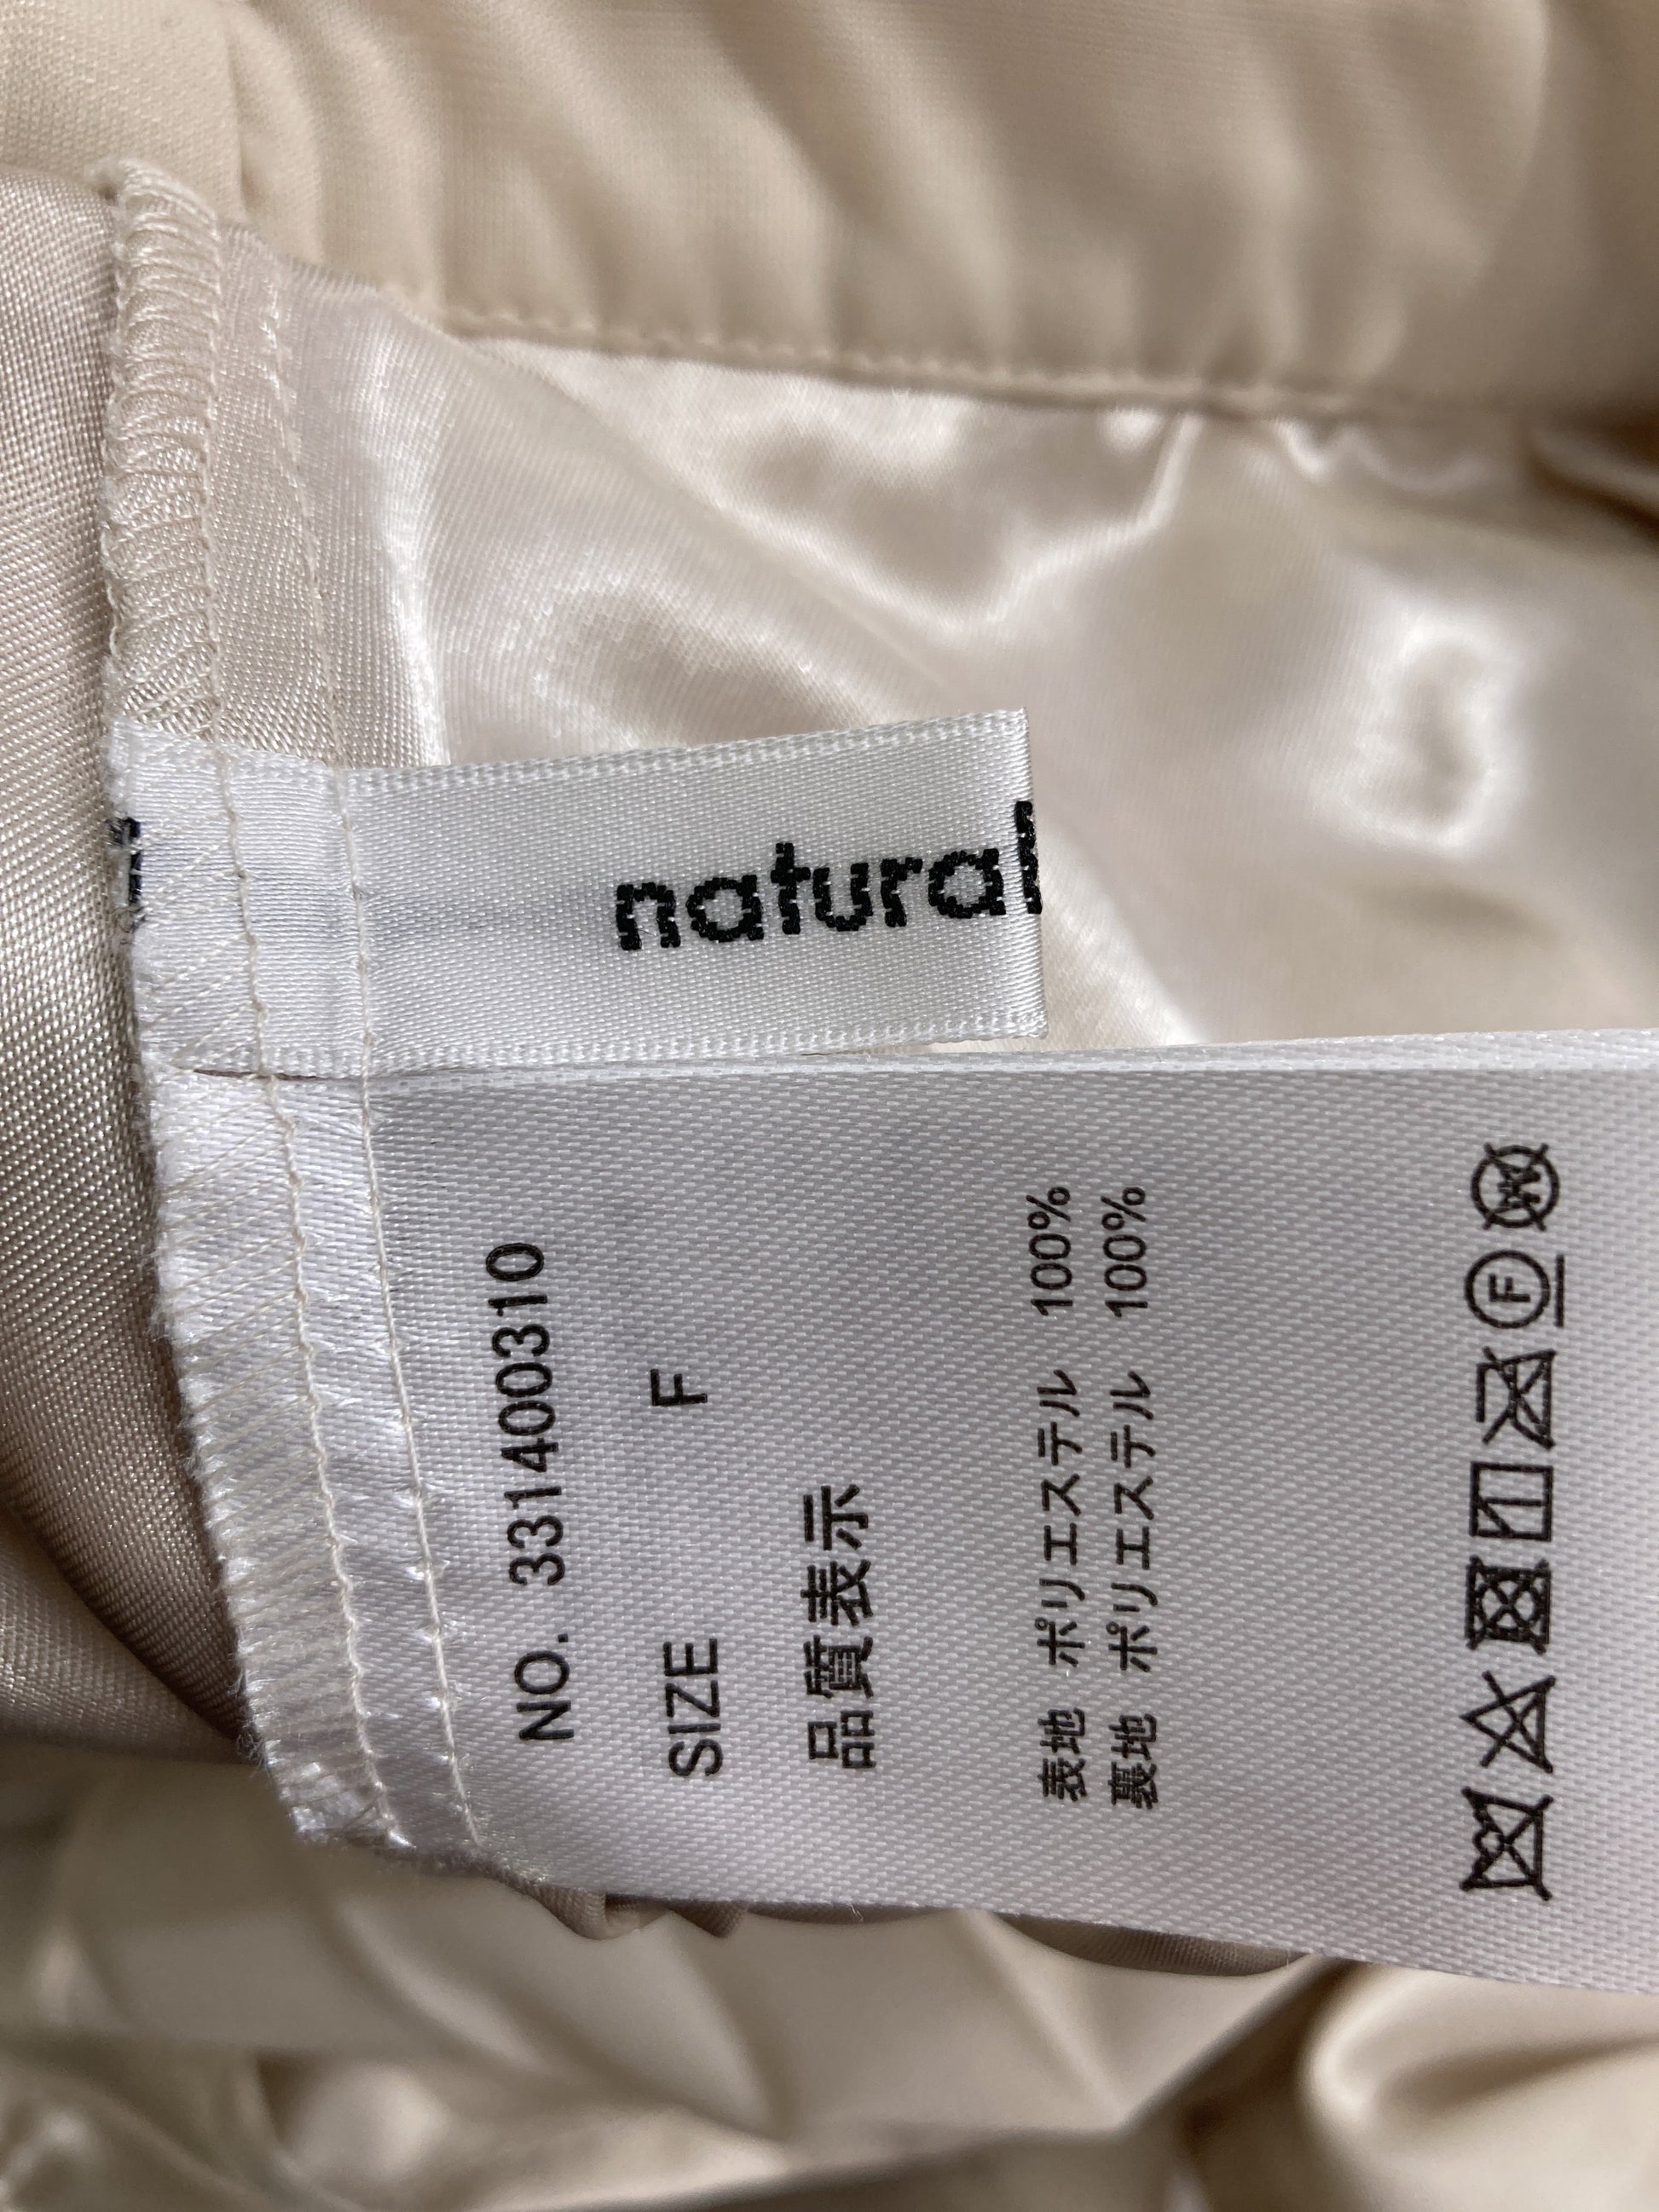 natural
NO. 331400310
SIZE F
品質表示
表地 ポリエステル 100%
裏地 ポリエステル 100%
F
W